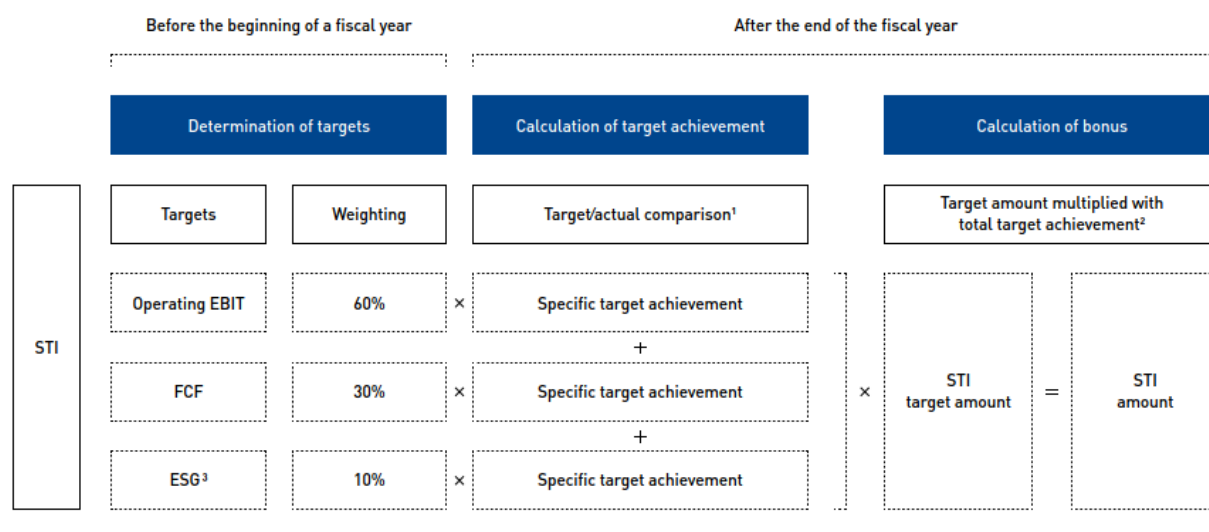 Before the beginning of a fiscal year
After the end of the fiscal year
Determination of targets
Calculation of target achievement
Calculation of bonus
Targets
Weighting
Target/actual comparison¹
Target amount multiplied with
total target achievement²
STI
Operating EBIT
60%
×
Specific target achievement
+
FCF
30%
×
Specific target achievement
×
STI
target amount
=
STI
amount
+
ESG³
10%
×
Specific target achievement